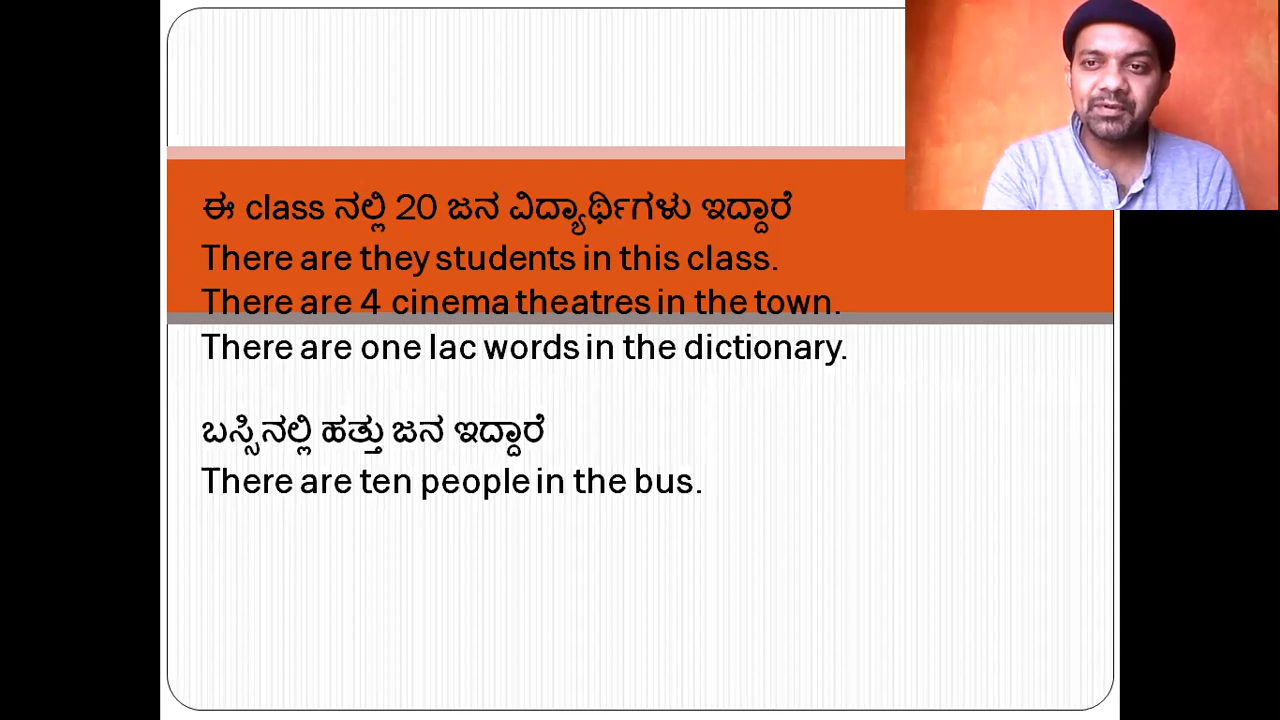 ಈ class ನಲ್ಲಿ 20 ಜನ ವಿದ್ಯಾರ್ಥಿಗಳು ಇದ್ದಾರೆ
There are they students in this class.
There are 4 cinema theatres in the town.
There are one lac words in the dictionary.
ಬಸ್ಸಿನಲ್ಲಿ ಹತ್ತು ಜನ ಇದ್ದಾರೆ
There are ten people in the bus.